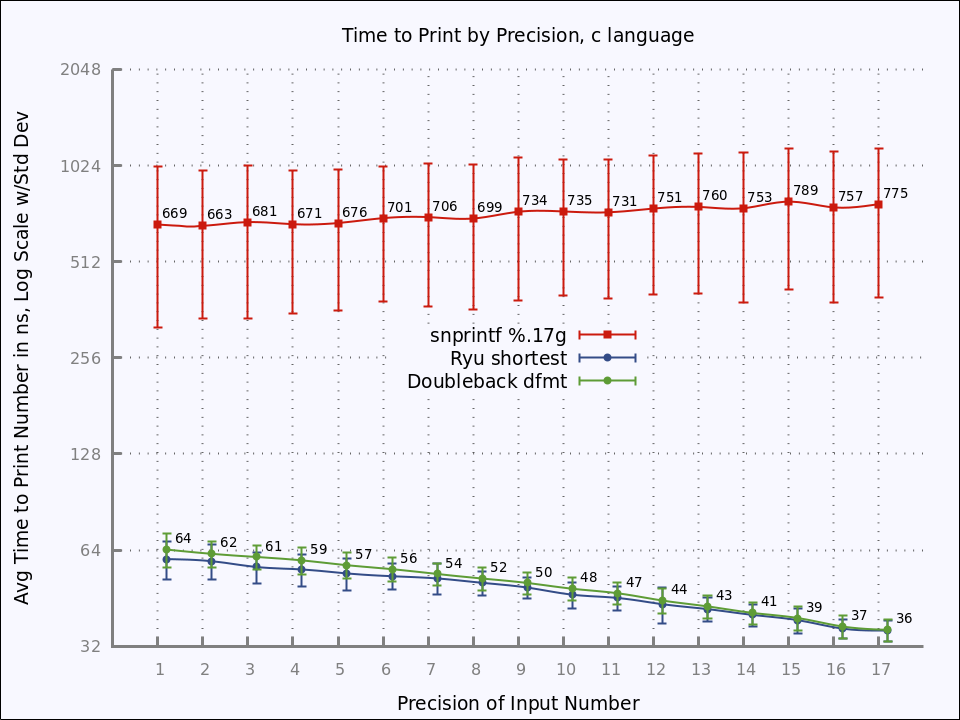 Time to Print by Precision, c language
Avg Time to Print Number in ns, Log Scale w/Std Dev
2048
1024
512
256
128
64
32
669 663 681 671 676 701 706 699 734 735 731 751 760 753 789 757 775
snprintf %.17g
Ryu shortest
Doubleback dfmt
64 62 61 59 57 56 54 52 50 48 47 44 43 41 39 37 36
1 2 3 4 5 6 7 8 9 10 11 12 13 14 15 16 17
Precision of Input Number